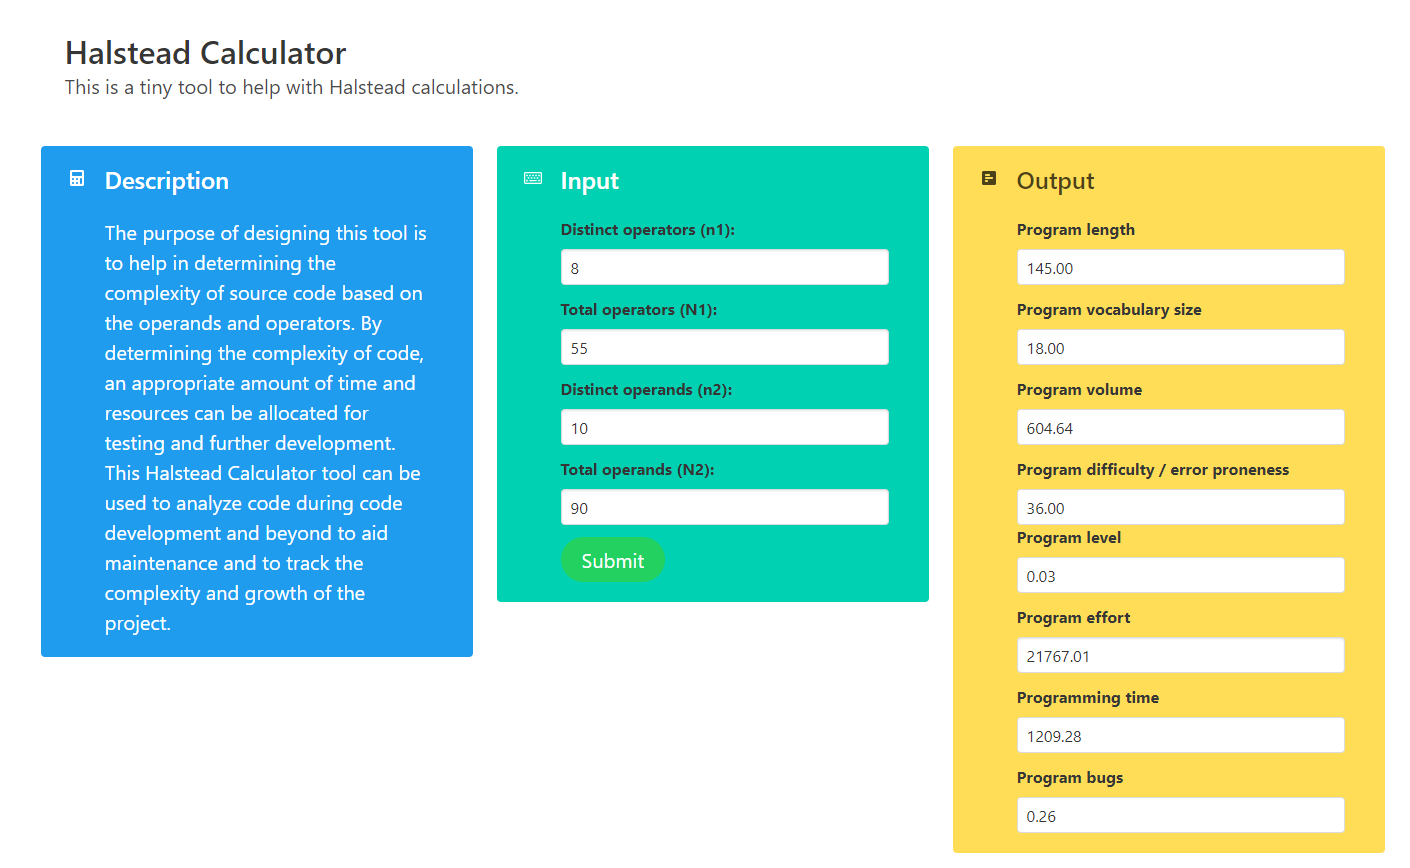 Halstead Calculator
This is a tiny tool to help with Halstead calculations.
Description
The purpose of designing this tool is
to help in determining the
complexity of source code based on
the operands and operators. By
determining the complexity of code,
an appropriate amount of time and
resources can be allocated for
testing and further development.
This Halstead Calculator tool can be
used to analyze code during code
development and beyond to aid
maintenance and to track the
complexity and growth of the
project.
Input
Distinct operators (n1):
8
Total operators (N1):
55
Distinct operands (n2):
10
Total operands (N2):
90
Submit
Output
Program length
145.00
Program vocabulary size
18.00
Program volume
604.64
Program difficulty / error proneness
36.00
Program level
0.03
Program effort
21767.01
Programming time
1209.28
Program bugs
0.26